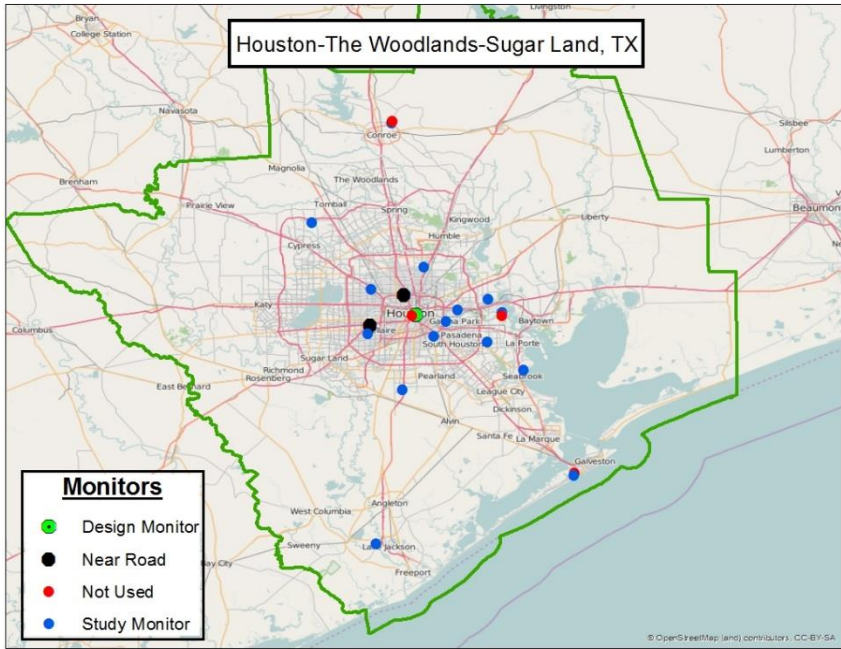 Livingston
Bryan
College Station
Houston-The Woodlands-Sugar Land, TX
Navasota
Conroe
Silsbee
Lumberton
Magnolia
The Woodlands
Brenham
Prairie View
Tomball
Spring
Kingwood
Liberty
Beaumont
Humble
Cypress
Katy
Houston
Columbus
Baytown
Pasadena
South Houston
La Porte
Sugar Land
Richmond
Rosenberg
Pearland
Seabrook
East Bernard
League City
Dickinson
Alvin
Santa Fe
La Marque
Galveston
Monitors
Design Monitor
Near Road
Not Used
Study Monitor
Angleton
West Columbia
Sweeny
Jackson
Bay City
Freeport
© OpenStreetMap (and) contributors, CC-BY-SA